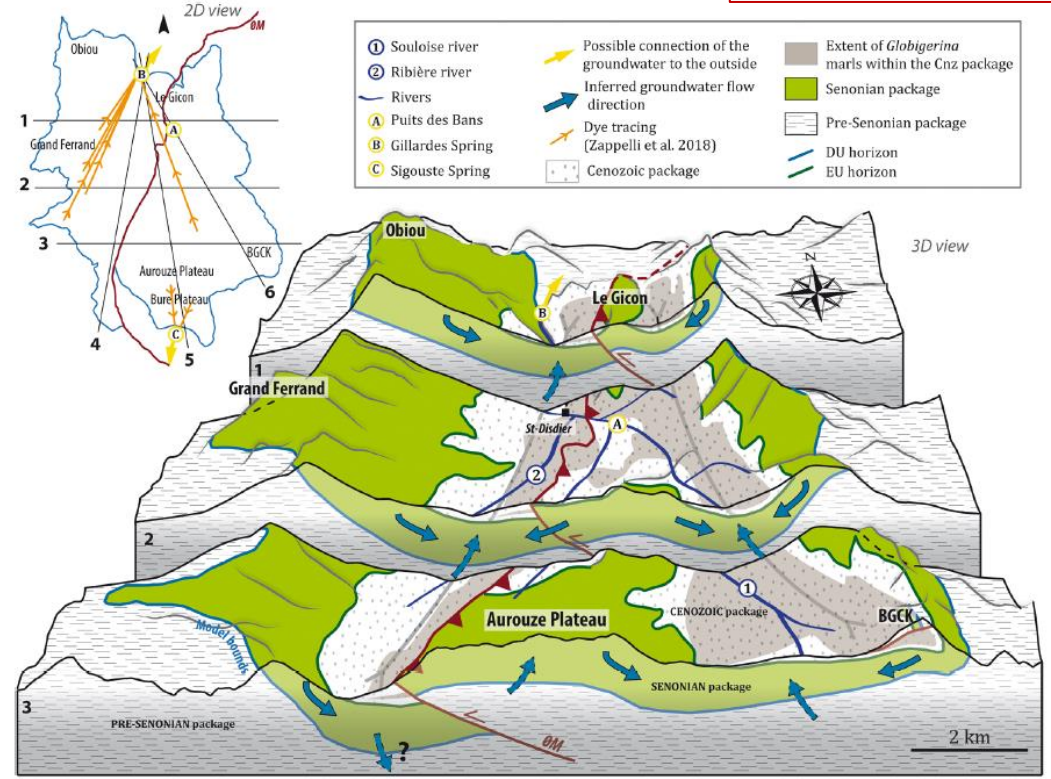 2D view
ӨM
Obiou
B
Le Gicon
1
A
Grand Ferrand
2
3
BGCK
Aurouze Plateau
Bure Plateau
6
C
4
5
1 Souloise river
2 Ribière river
Rivers
A Puits des Bans
B Gillardes Spring
C Sigouste Spring
Possible connection of the
groundwater to the outside
Inferred groundwater flow
direction
Dye tracing
(Zappelli et al. 2018)
Cenozoic package
Extent of Globigerina
marls within the Cnz package
Senonian package
Pre-Senonian package
DU horizon
EU horizon
3D view
Obiou
N
B
Le Gicon
1
Grand Ferrand
St-Disdier
A
2
2
1
CENOZOIC package
BGCK
Aurouze Plateau
Model bounds
SENONIAN package
3
PRE-SENONIAN package
?
ӨM
2 km